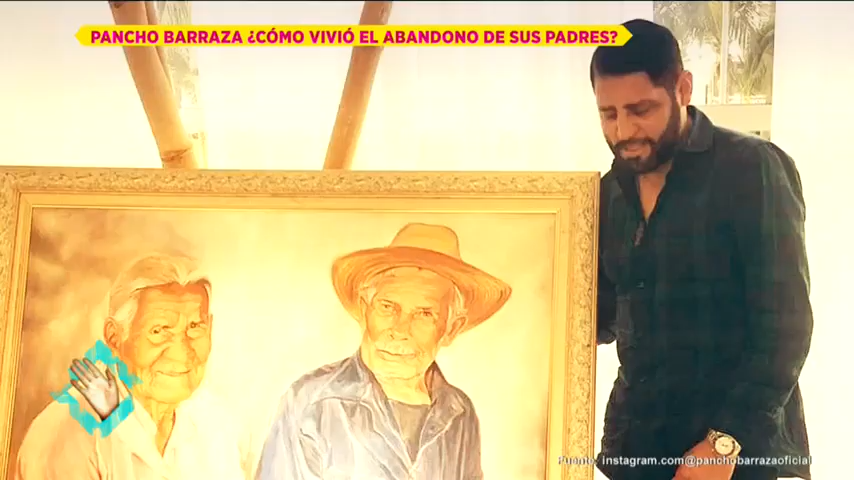 PANCHO BARRAZA ¿CÓMO VIVIÓ EL ABANDONO DE SUS PADRES?
Fuente: instagram.com@panchobarrazaoficial